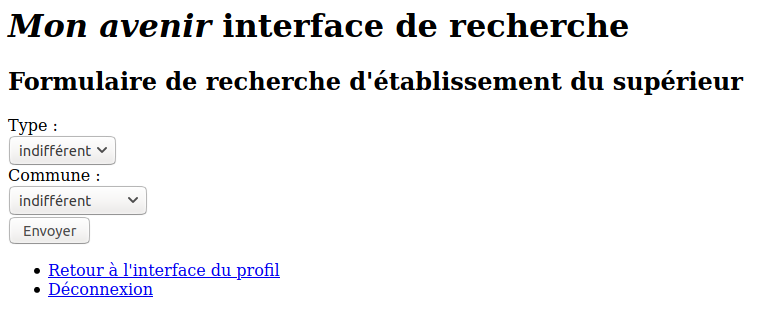 Mon avenir interface de recherche
Formulaire de recherche d'établissement du supérieur
Type :
indifférent
Commune :
indifférent
Envoyer
Retour à l'interface du profil
Déconnexion